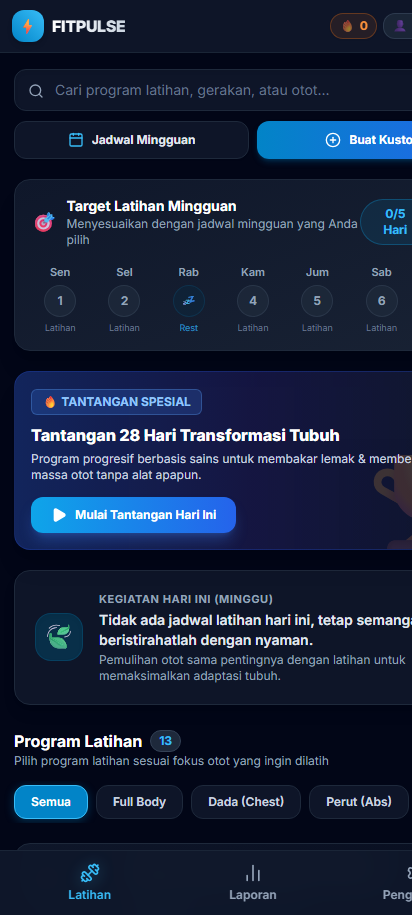 FITPULSE
0
Cari program latihan, gerakan, atau otot...
Jadwal Mingguan
Buat Kusto
Target Latihan Mingguan
Menyesuaikan dengan jadwal mingguan yang Anda
pilih
0/5
Hari
Sen Sel Rab Kam Jum Sab
1 2 4 5 6
Latihan Latihan Rest Latihan Latihan Latihan
TANTANGAN SPESIAL
Tantangan 28 Hari Transformasi Tubuh
Program progresif berbasis sains untuk membakar lemak & membe
massa otot tanpa alat apapun.
Mulai Tantangan Hari Ini
KEGIATAN HARI INI (MINGGU)
Tidak ada jadwal latihan hari ini, tetap semanga
beristirahatlah dengan nyaman.
Pemulihan otot sama pentingnya dengan latihan untuk
memaksimalkan adaptasi tubuh.
Program Latihan 13
Pilih program latihan sesuai fokus otot yang ingin dilatih
Semua Full Body Dada (Chest) Perut (Abs)
Latihan Laporan Peng